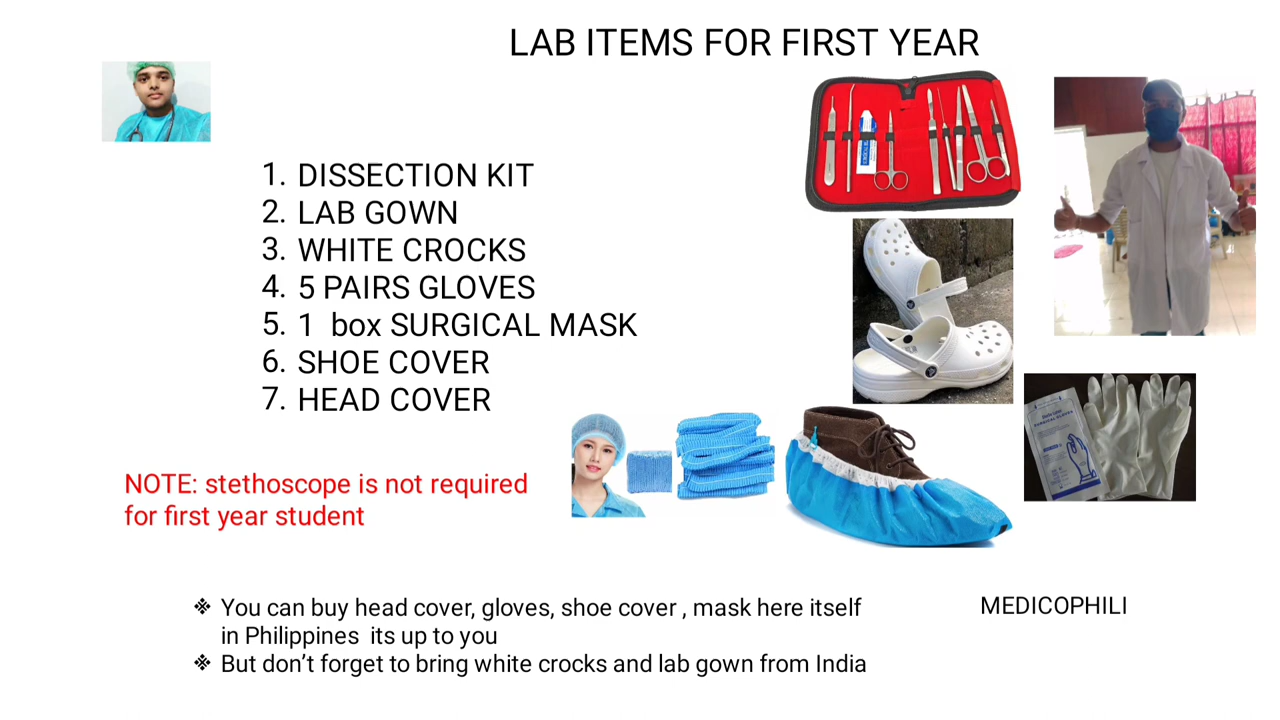 LAB ITEMS FOR FIRST YEAR
1. DISSECTION KIT
2. LAB GOWN
3. WHITE CROCKS
4. 5 PAIRS GLOVES
5. 1 box SURGICAL MASK
6. SHOE COVER
7. HEAD COVER
NOTE: stethoscope is not required
for first year student
❖ You can buy head cover, gloves, shoe cover , mask here itself
in Philippines its up to you
❖ But don’t forget to bring white crocks and lab gown from India
MEDICOPHILI